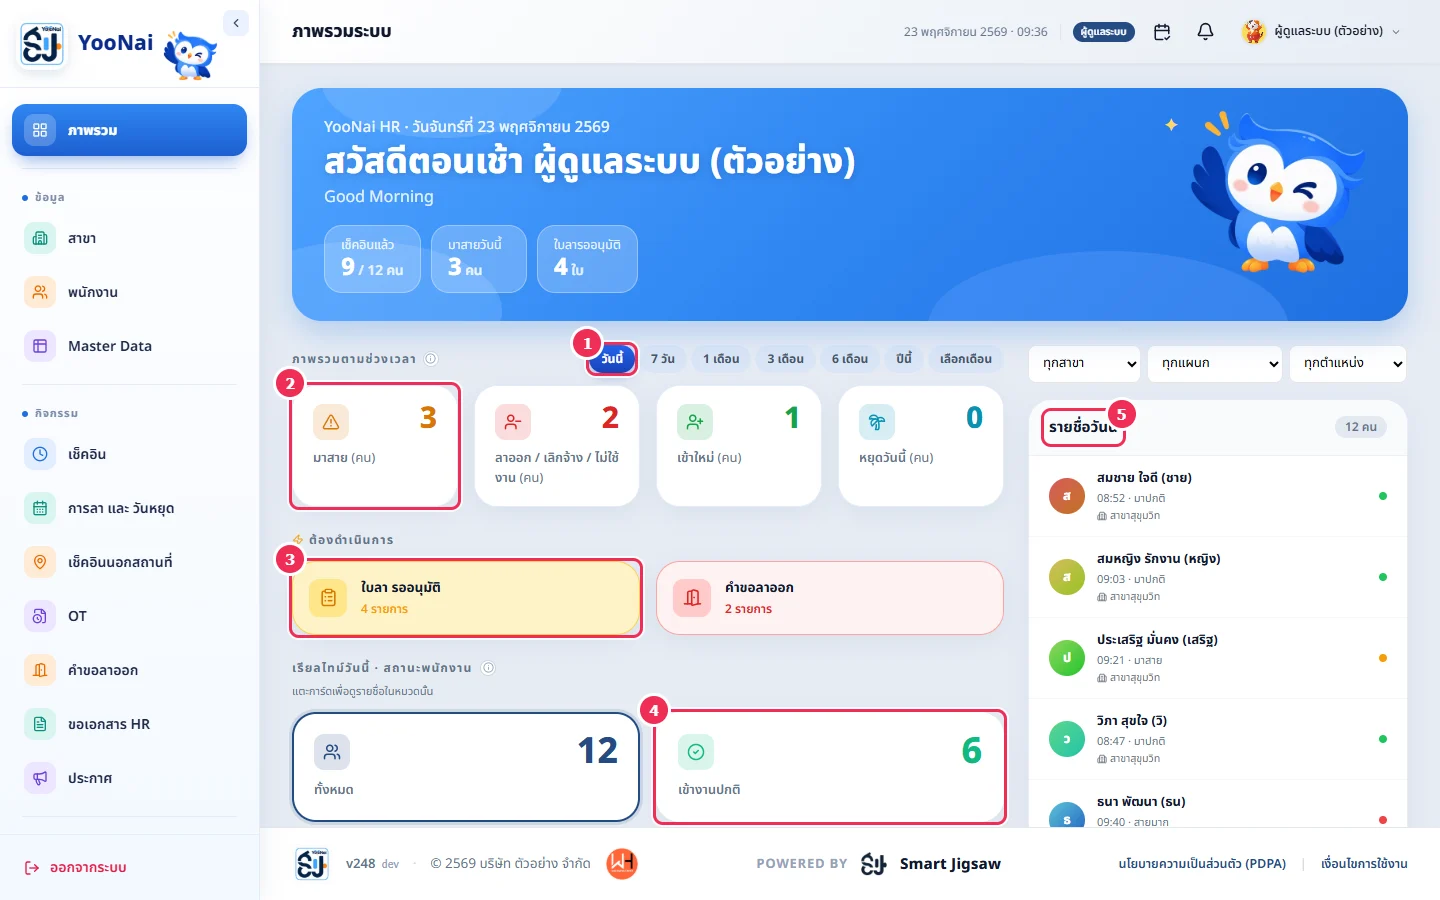 YooNai
YooNai
ภาพรวม
ข้อมูล
สาขา
พนักงาน
Master Data
กิจกรรม
เช็คอิน
การลา และ วันหยุด
เช็คอินนอกสถานที่
OT
คำขอลาออก
ขอเอกสาร HR
ประกาศ
ออกจากระบบ
ภาพรวมระบบ
23 พฤศจิกายน 2569 · 09:36
ผู้ดูแลระบบ
ผู้ดูแลระบบ (ตัวอย่าง)
YooNai HR · วันจันทร์ที่ 23 พฤศจิกายน 2569
สวัสดีตอนเช้า ผู้ดูแลระบบ (ตัวอย่าง)
Good Morning
เช็คอินแล้ว
9 / 12 คน
มาสายวันนี้
3 คน
ใบลารออนุมัติ
4 ใบ
ภาพรวมตามช่วงเวลา
1
วันนี้
7 วัน
1 เดือน
3 เดือน
6 เดือน
ปีนี้
เลือกเดือน
2
3
มาสาย (คน)
2
ลาออก / เลิกจ้าง / ไม่ใช้
งาน (คน)
1
เข้าใหม่ (คน)
0
หยุดวันนี้ (คน)
ต้องดำเนินการ
3
ใบลา รออนุมัติ
4 รายการ
คำขอลาออก
2 รายการ
เรียลไทม์วันนี้ · สถานะพนักงาน
แตะการ์ดเพื่อดูรายชื่อในหมวดนั้น
12
ทั้งหมด
4
6
เข้างานปกติ
ทุกสาขา
ทุกแผนก
ทุกตำแหน่ง
รายชื่อวันนี้
5
12 คน
ส
สมชาย ใจดี (ชาย)
08:52 · มาปกติ
สาขาสุขุมวิท
ส
สมหญิง รักงาน (หญิง)
09:03 · มาปกติ
สาขาสุขุมวิท
ป
ประเสริฐ มั่นคง (เสริฐ)
09:21 · มาสาย
สาขาสุขุมวิท
ว
วิภา สุขใจ (วิ)
08:47 · มาปกติ
สาขาสุขุมวิท
ธ
ธนา พัฒนา (ธน)
09:40 · สายมาก
v248 dev · © 2569 บริษัท ตัวอย่าง จำกัด
POWERED BY Smart Jigsaw
นโยบายความเป็นส่วนตัว (PDPA) | เงื่อนไขการใช้งาน